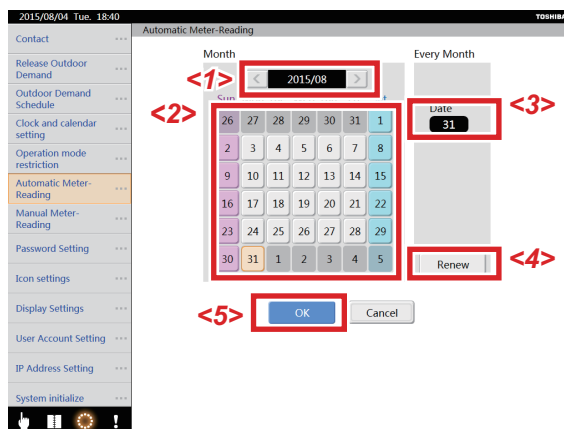 2015/08/04 Tue. 18:40
TOSHIBA
Contact
Release Outdoor
Demand
Outdoor Demand
Schedule
Clock and calendar
setting
Operation mode
restriction
Automatic Meter-
Reading
Manual Meter-
Reading
Password Setting
Icon settings
Display Settings
User Account Setting
IP Address Setting
System initialize
Automatic Meter-Reading
Month
<1>
< 2015/08 >
<2>
Sun
26 27 28 29 30 31 1
2 3 4 5 6 7 8
9 10 11 12 13 14 15
16 17 18 19 20 21 22
23 24 25 26 27 28 29
30 31 1 2 3 4 5
Every Month
<3>
Date
31
<4>
Renew
<5>
OK
Cancel